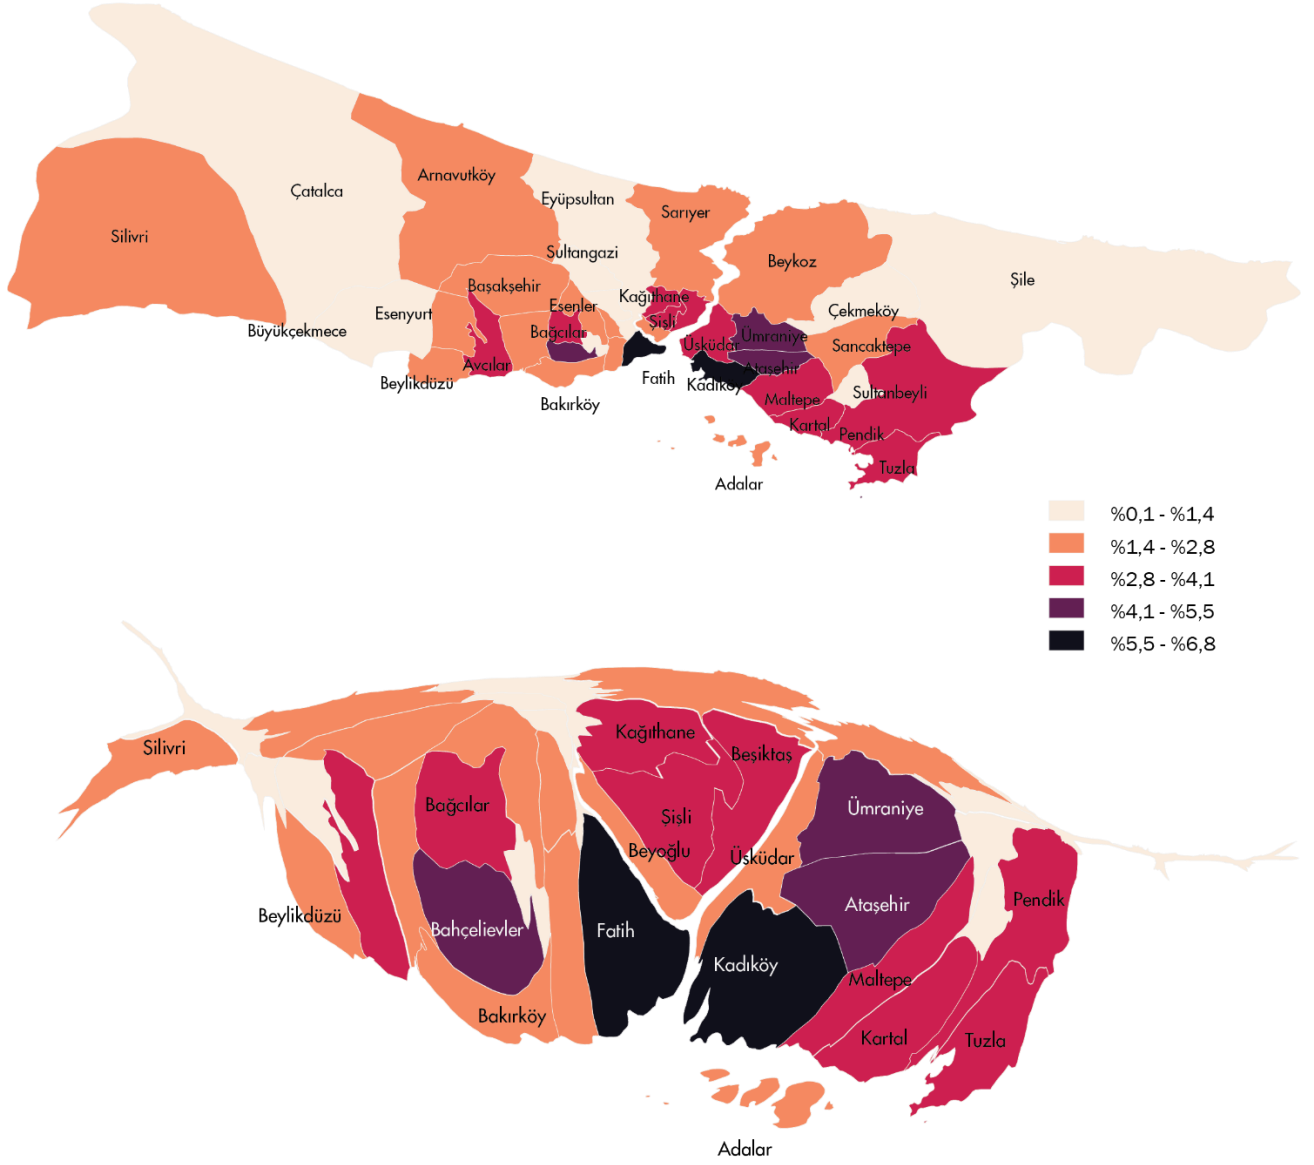 Arnavutköy
Çatalca
Eyüpsultan
Sarıyer
Silivri
Sultangazi
Beykoz
Şile
Başakşehir
Kağıthane
Esenler
Esenyurt
Çekmeköy
Şişli
Büyükçekmece
Bağcılar
Ümraniye
Üsküdar
Sancaktepe
Avcılar
Ataşehir
Beylikdüzü
Fatih
Kadıköy
Sultanbeyli
Maltepe
Bakırköy
Kartal
Pendik
Tuzla
Adalar
%0,1 - %1,4
%1,4 - %2,8
%2,8 - %4,1
%4,1 - %5,5
%5,5 - %6,8
Kağıthane
Silivri
Beşiktaş
Bağcılar
Ümraniye
Şişli
Beyoğlu
Üsküdar
Pendik
Ataşehir
Beylikdüzü
Bahçelievler
Fatih
Kadıköy
Maltepe
Bakırköy
Kartal
Tuzla
Adalar